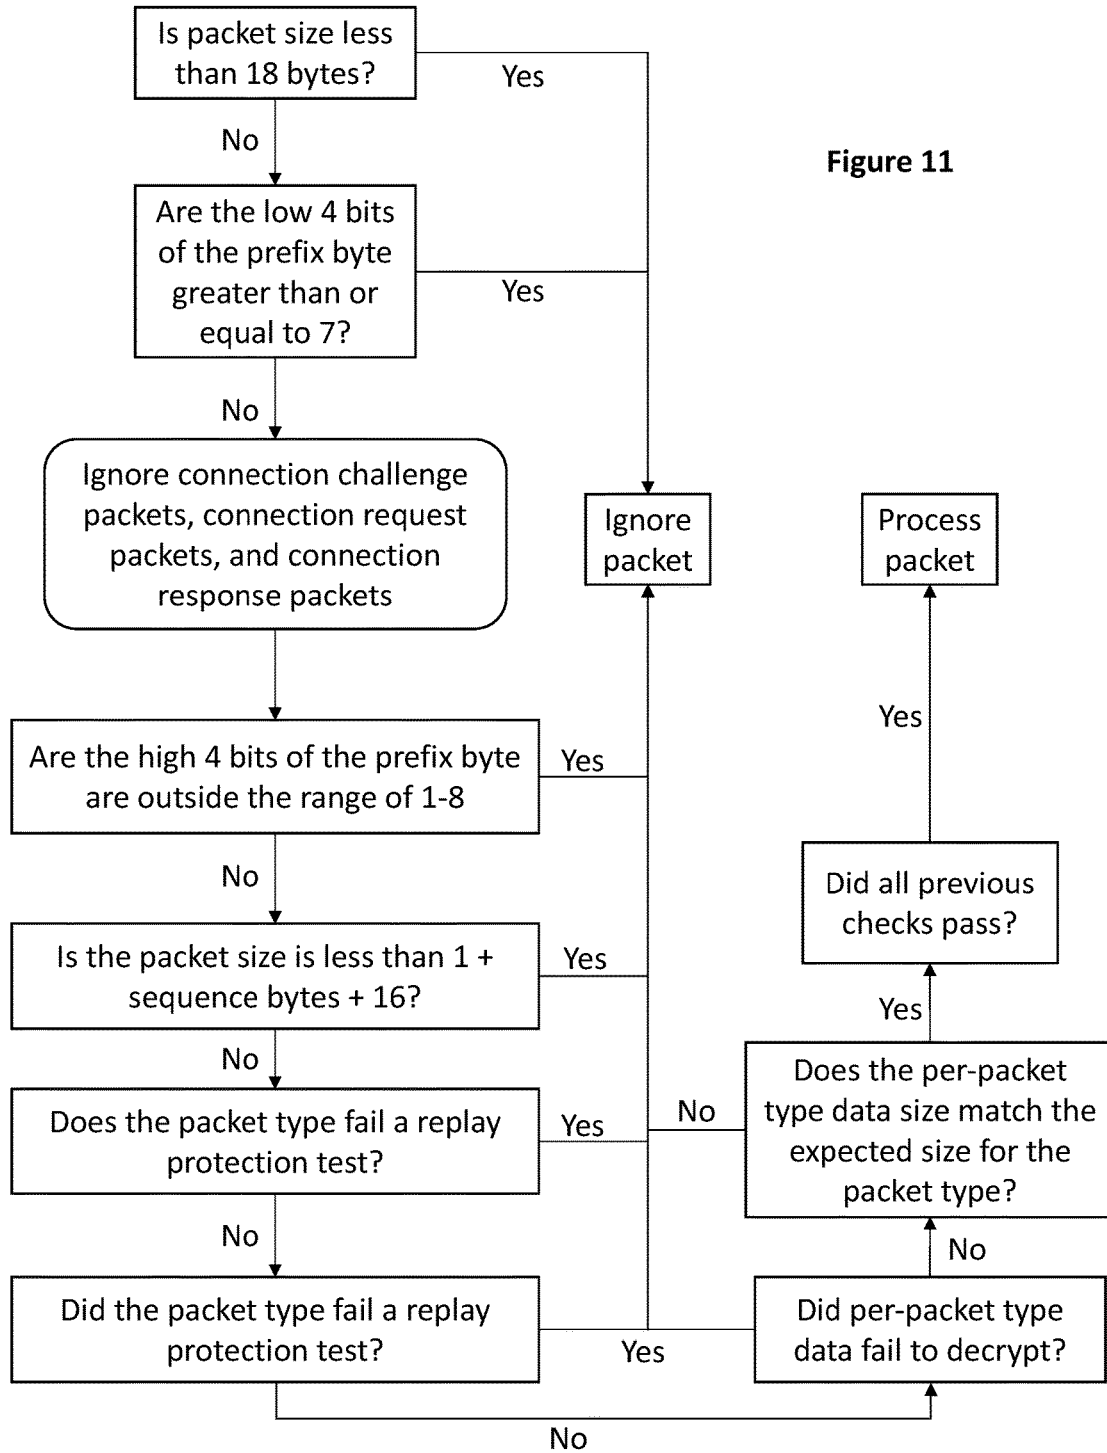 Is packet size less
than 18 bytes?
Yes
No
Figure 11
Are the low 4 bits
of the prefix byte
greater than or
equal to 7?
Yes
No
Ignore connection challenge
packets, connection request
packets, and connection
response packets
Ignore
packet
Process
packet
Yes
Are the high 4 bits of the prefix byte
are outside the range of 1-8
Yes
No
Did all previous
checks pass?
Is the packet size is less than 1 +
sequence bytes + 16?
Yes
Yes
No
Does the per-packet
type data size match the
expected size for the
packet type?
No
Does the packet type fail a replay
protection test?
Yes
No
No
Did the packet type fail a replay
protection test?
Yes
Did per-packet type
data fail to decrypt?
No